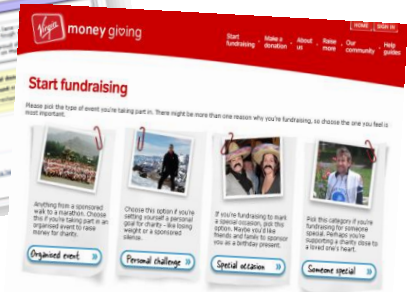 HOME SIGN IN
Virgin money giving
Start fundraising
Make a donation
About us
Raise more
Our community
Help guides
Start fundraising
Please pick the type of event you're taking part in. There might be more than one reason why you're fundraising, so choose the one you feel is
most important.
Anything from a sponsored
walk to a marathon. Choose
this if you're taking part in an
organised event to raise
money for charity.
Organised event »
Choose this option if you're
setting yourself a personal
goal for charity - like losing
weight or a sponsored
silence.
Personal challenge »
If you're fundraising to mark
a special occasion, pick this
option. Maybe you'd like
friends and family to sponsor
you as a birthday present.
Special occasion »
Pick this category if you're
fundraising for someone
special. Perhaps you're
supporting a charity close to
a loved one's heart.
Someone special »